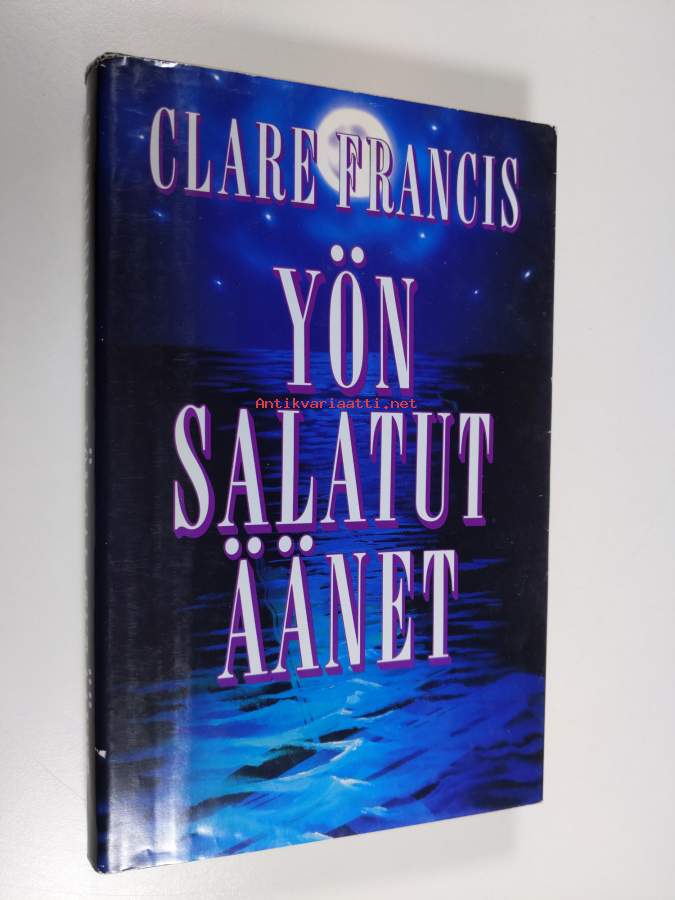 CLARE FRANCIS
YÖN
Antikvariaatti.net
SALATUT
ÄÄNET